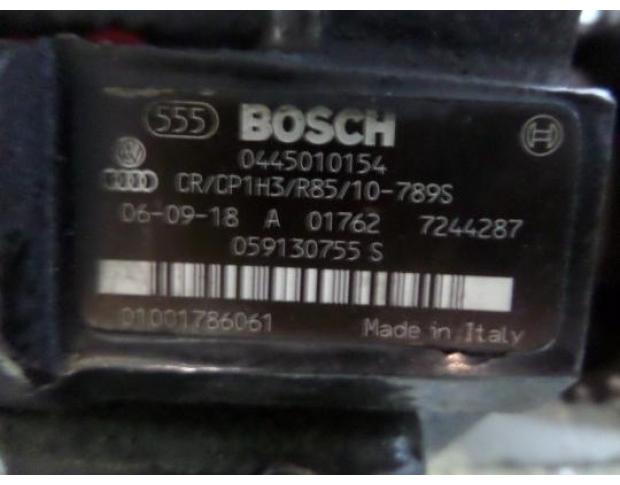 555 BOSCH
0445010154
CR/CP1H3/R85/10-789S
06-09-18 A 01762 7244287
059130755 S
01001786061 Made in Italy